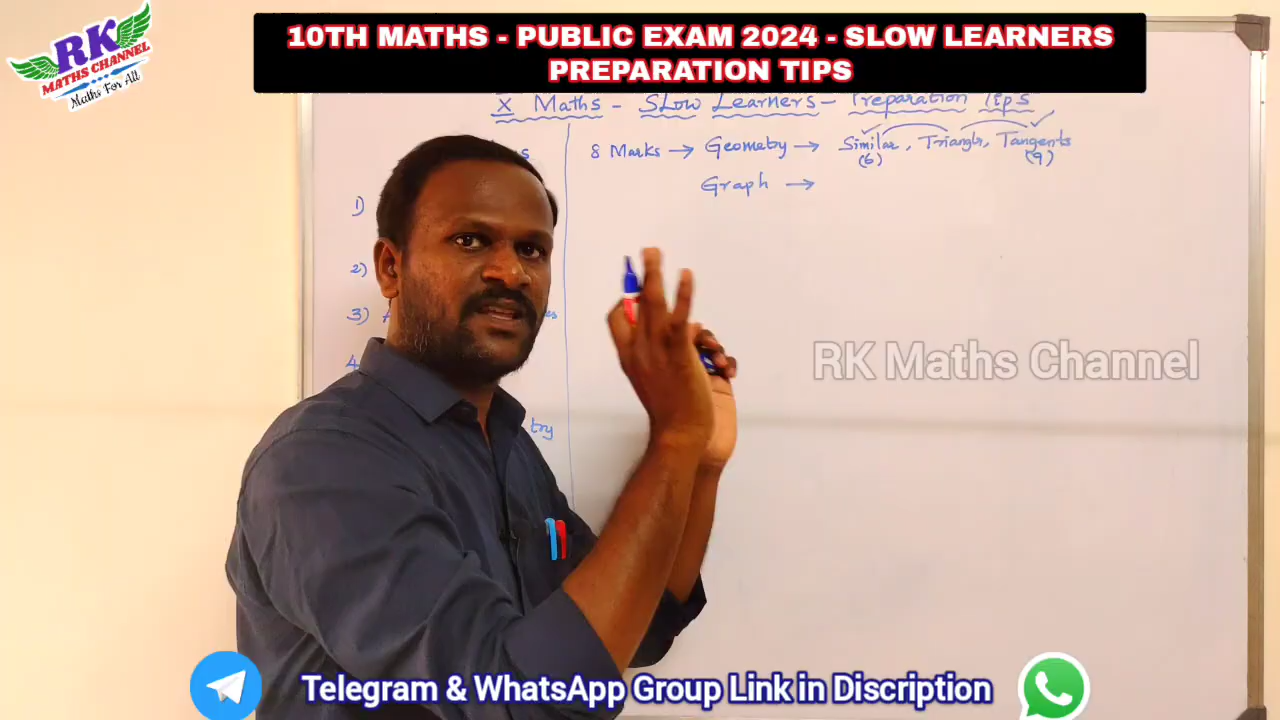 RK
MATHS CHANNEL
Maths For All
10TH MATHS - PUBLIC EXAM 2024 - SLOW LEARNERS
PREPARATION TIPS
X Maths - SLow Learners - Preparation Tips
8 Marks → Geometry → Similar, Triangle, Tangents
(6) (9)
Graph →
1)
2)
3)
4
try
RK Maths Channel
Telegram & WhatsApp Group Link in Discription